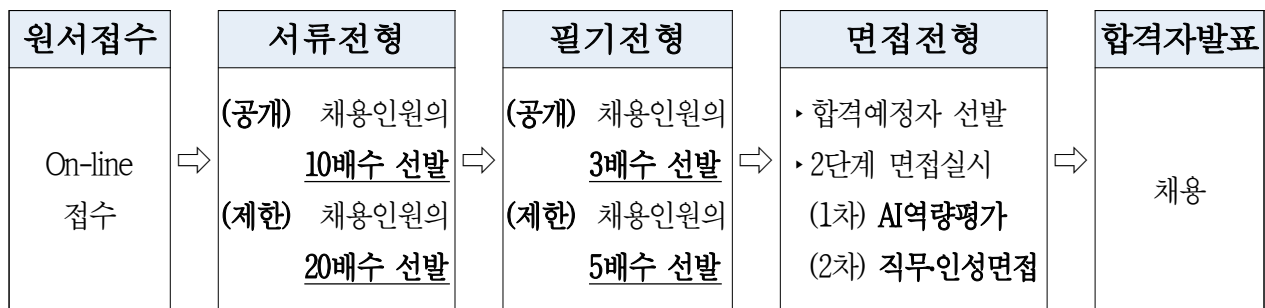 원서접수
On-line
접수
서류전형
(공개) 채용인원의
10배수 선발
(제한) 채용인원의
20배수 선발
필기전형
(공개) 채용인원의
3배수 선발
(제한) 채용인원의
5배수 선발
면접전형
‣합격예정자 선발
‣2단계 면접실시
(1차) AI역량평가
(2차) 직무·인성면접
합격자발표
채용